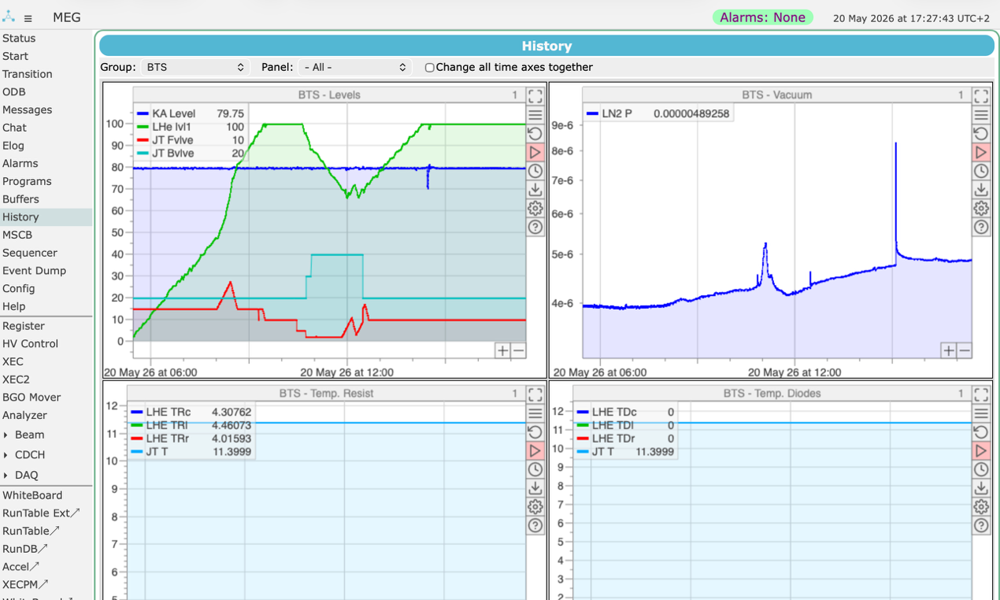 MEG
Alarms: None
20 May 2026 at 17:27:43 UTC+2
Status
Start
Transition
ODB
Messages
Chat
Elog
Alarms
Programs
Buffers
History
MSCB
Sequencer
Event Dump
Config
Help
Register
HV Control
XEC
XEC2
BGO Mover
Analyzer
Beam
CDCH
DAQ
WhiteBoard
RunTable Ext↗
RunTable↗
RunDB↗
Accel↗
XECPM↗
History
Group: BTS Panel: - All - Change all time axes together
BTS - Levels 1
KA Level 79.75
LHe lvl1 100
JT Fvlve 10
JT Bvlve 20
100
90
80
70
60
50
40
30
20
10
0
20 May 26 at 06:00 20 May 26 at 12:00
BTS - Vacuum 1
LN2 P 0.00000489258
9e-6
8e-6
7e-6
6e-6
5e-6
4e-6
20 May 26 at 06:00 20 May 26 at 12:00
BTS - Temp. Resist 1
LHE TRc 4.30762
LHE TRl 4.46073
LHE TRr 4.01593
JT T 11.3999
12
11
10
9
8
7
6
5
BTS - Temp. Diodes 1
LHE TDc 0
LHE TDl 0
LHE TDr 0
JT T 11.3999
12
11
10
9
8
7
6
5
4
3
2